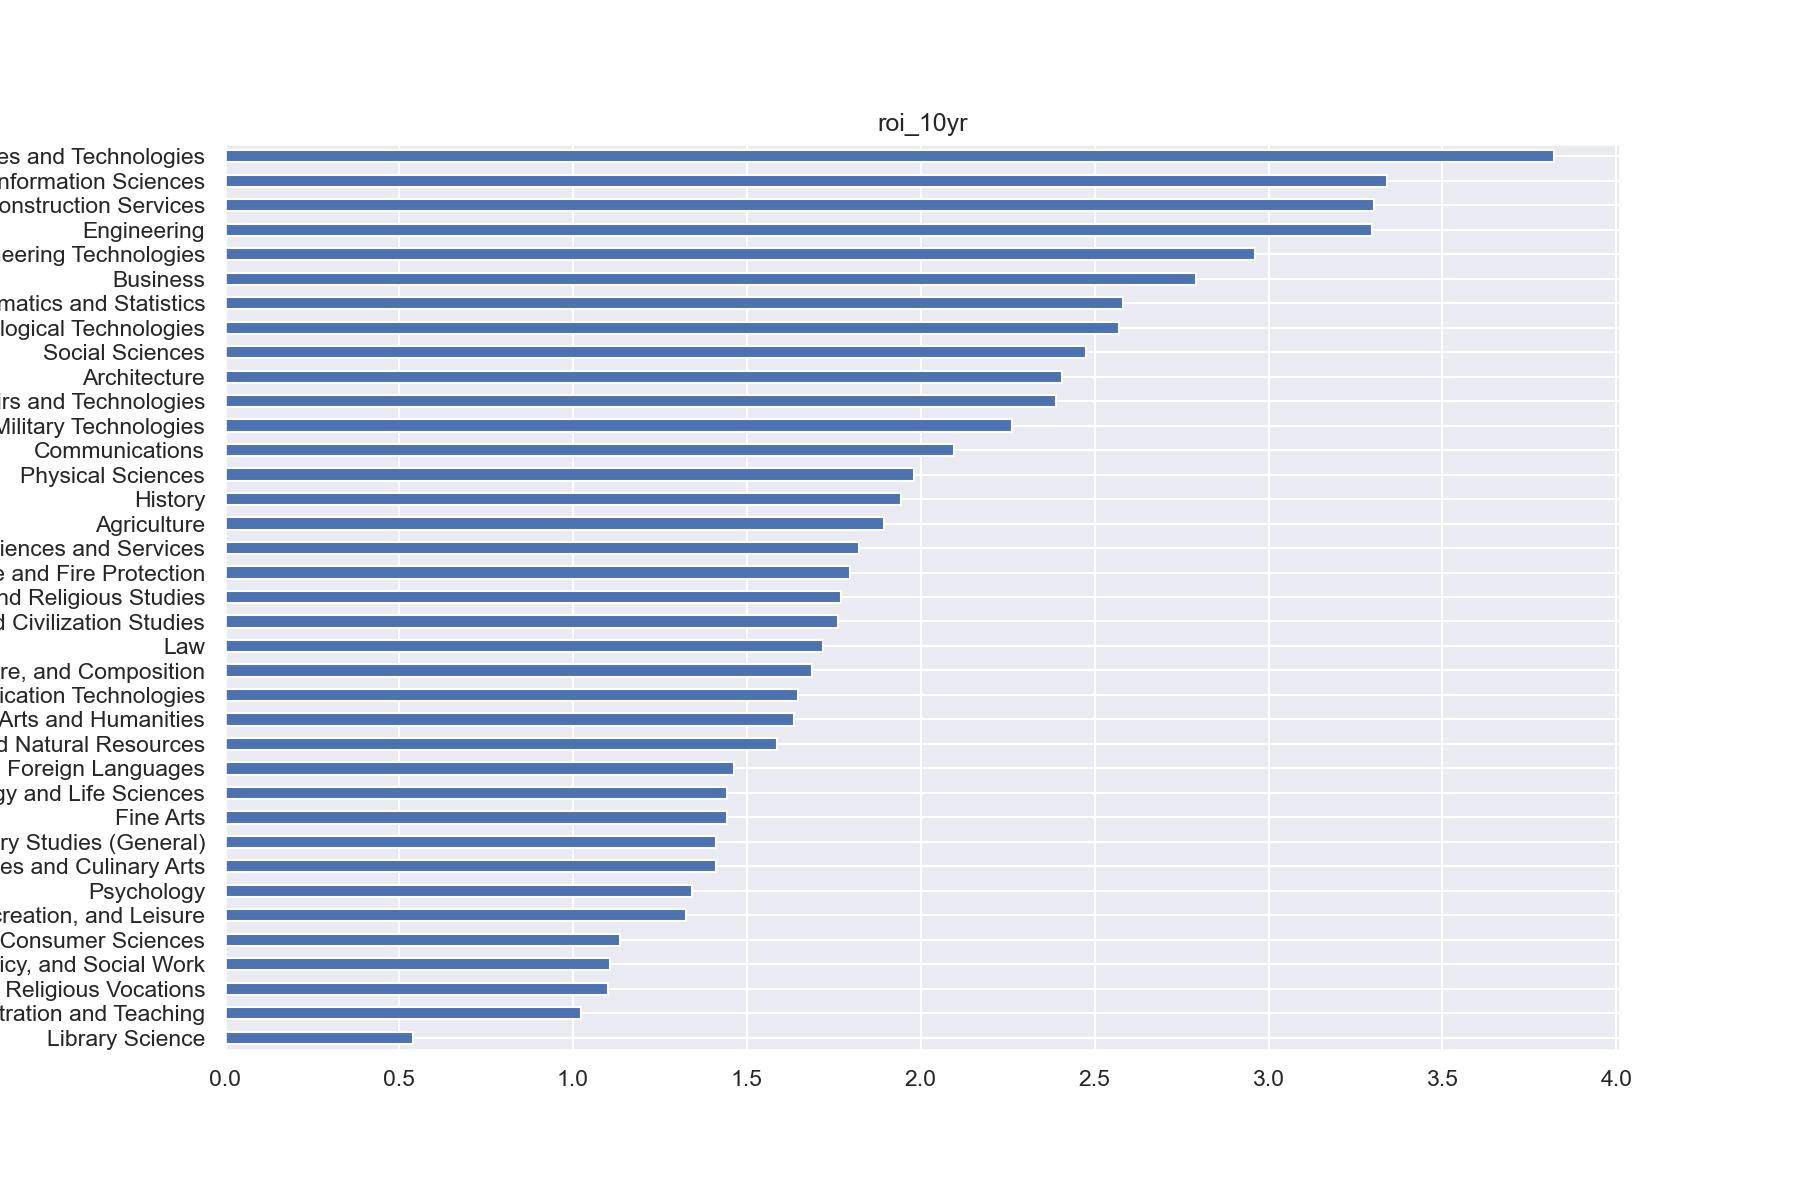 roi_10yr
es and Technologies
nformation Sciences
onstruction Services
Engineering
eering Technologies
Business
matics and Statistics
logical Technologies
Social Sciences
Architecture
irs and Technologies
Military Technologies
Communications
Physical Sciences
History
Agriculture
iences and Services
e and Fire Protection
nd Religious Studies
d Civilization Studies
Law
re, and Composition
ication Technologies
Arts and Humanities
d Natural Resources
Foreign Languages
gy and Life Sciences
Fine Arts
ry Studies (General)
es and Culinary Arts
Psychology
creation, and Leisure
Consumer Sciences
icy, and Social Work
Religious Vocations
tration and Teaching
Library Science
0.0 0.5 1.0 1.5 2.0 2.5 3.0 3.5 4.0